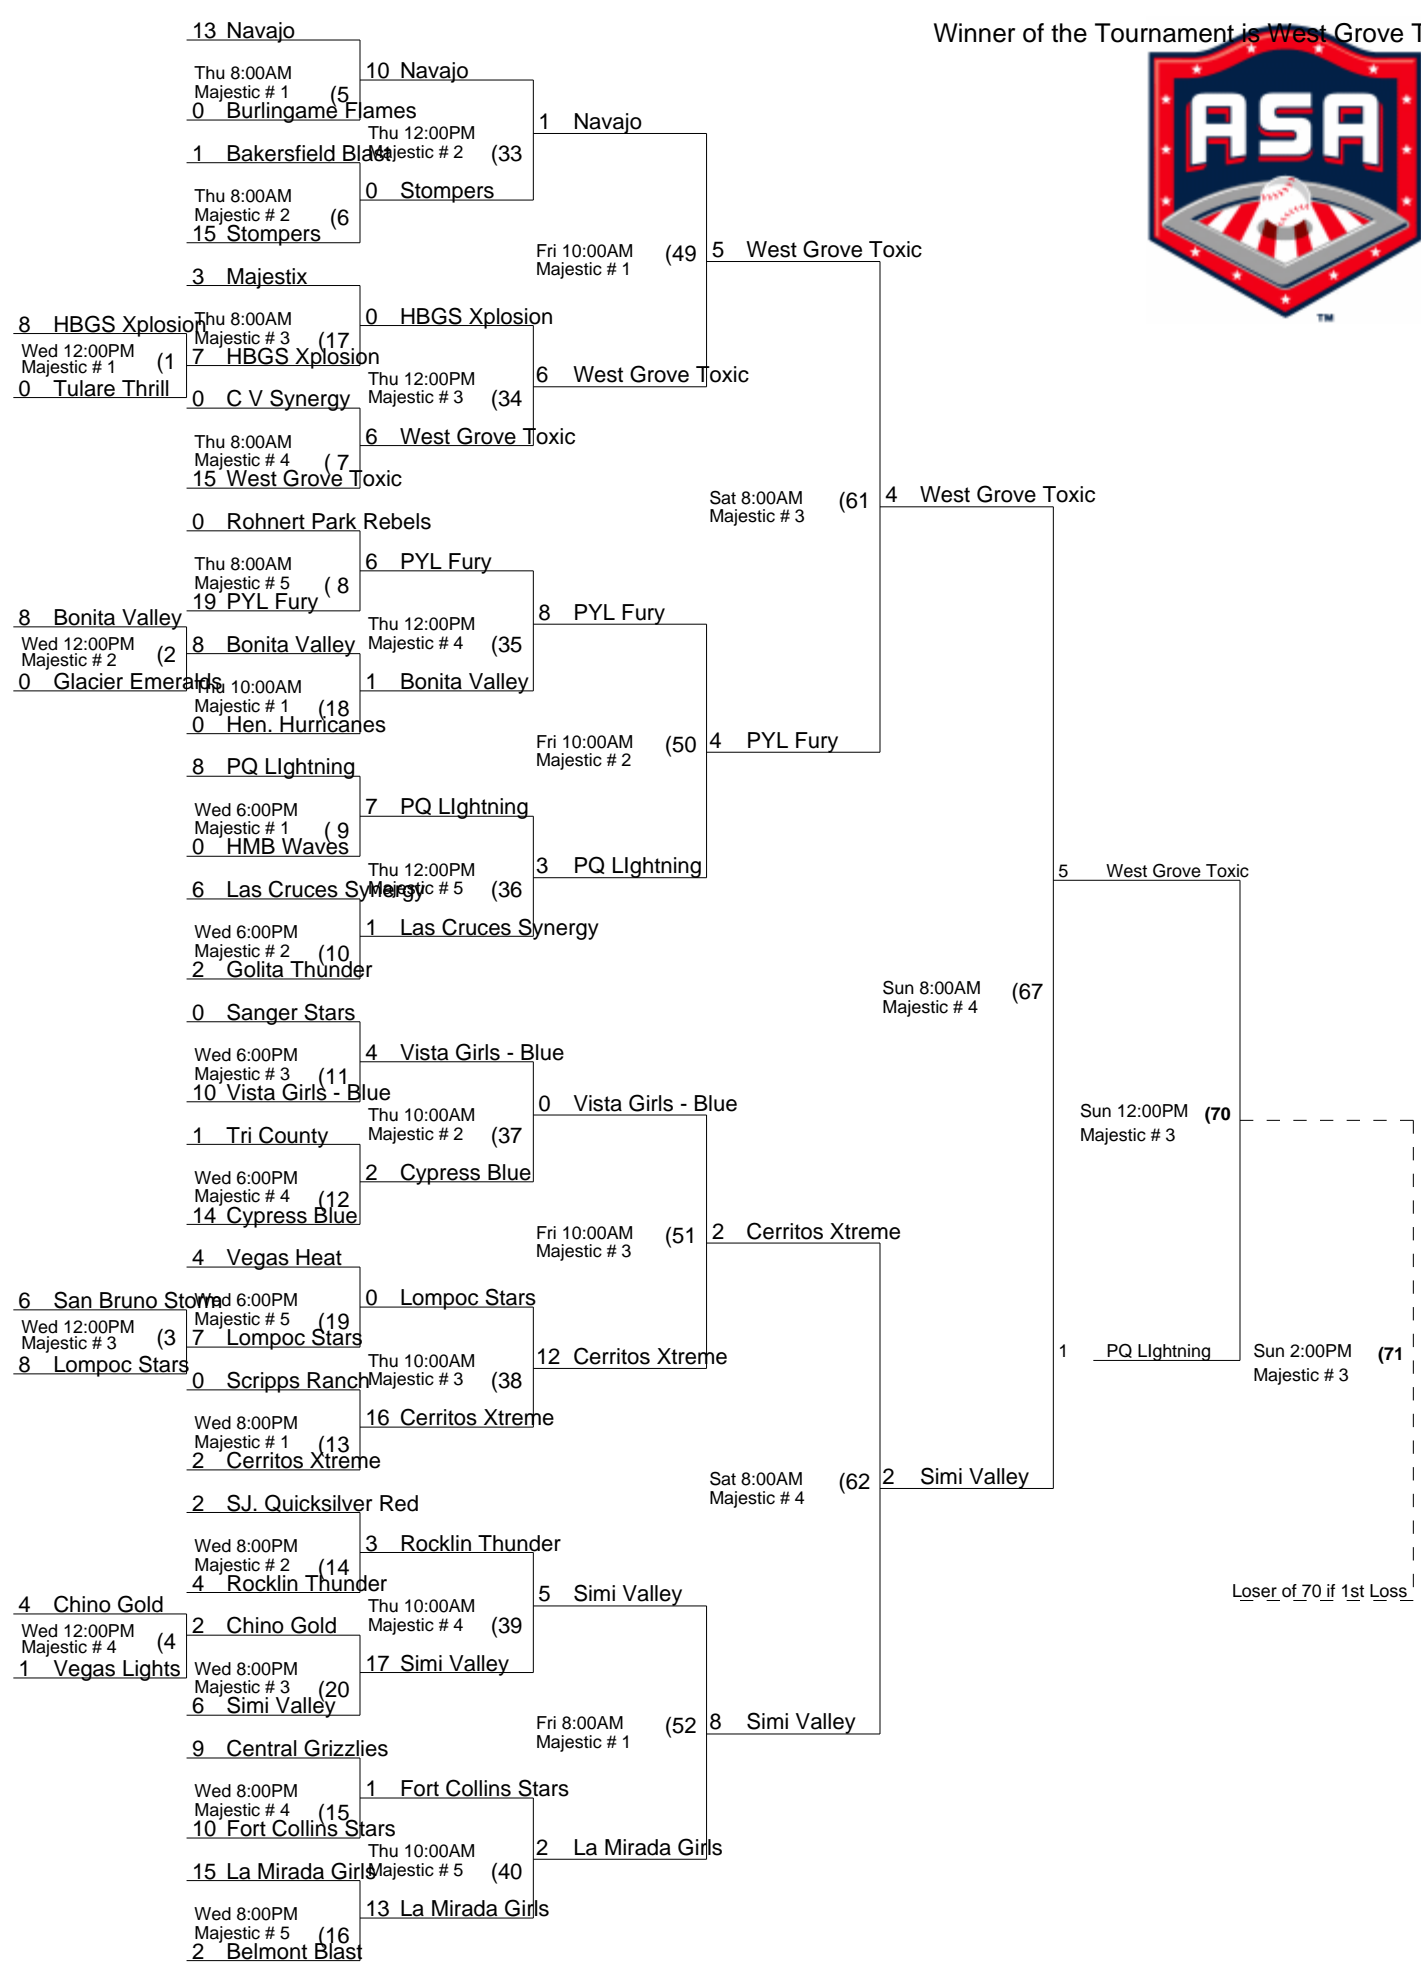 Winner of the Tournament is West Grove T
ASA
TM
13 Navajo
Thu 8:00AM
Majestic # 1 (5
0 Burlingame Flames
10 Navajo
Thu 12:00PM
Majestic # 2 (33
1 Bakersfield Blast
Thu 8:00AM
Majestic # 2 (6
15 Stompers
0 Stompers
1 Navajo
Fri 10:00AM
Majestic # 1 (49
5 West Grove Toxic
3 Majestix
8 HBGS Xplosion
Wed 12:00PM
Majestic # 1 (1
0 Tulare Thrill
Thu 8:00AM
Majestic # 3 (17
7 HBGS Xplosion
0 HBGS Xplosion
Thu 12:00PM
Majestic # 3 (34
6 West Grove Toxic
0 C V Synergy
Thu 8:00AM
Majestic # 4 ( 7
15 West Grove Toxic
6 West Grove Toxic
Sat 8:00AM
Majestic # 3 (61
4 West Grove Toxic
0 Rohnert Park Rebels
Thu 8:00AM
Majestic # 5 ( 8
19 PYL Fury
6 PYL Fury
Thu 12:00PM
Majestic # 4 (35
8 PYL Fury
8 Bonita Valley
Wed 12:00PM
Majestic # 2 (2
0 Glacier Emeralds
8 Bonita Valley
Thu 10:00AM
Majestic # 1 (18
0 Hen. Hurricanes
1 Bonita Valley
Fri 10:00AM
Majestic # 2 (50
4 PYL Fury
8 PQ LIghtning
Wed 6:00PM
Majestic # 1 ( 9
0 HMB Waves
7 PQ LIghtning
Thu 12:00PM
Majestic # 5 (36
3 PQ LIghtning
6 Las Cruces Synergy
Wed 6:00PM
Majestic # 2 (10
2 Golita Thunder
1 Las Cruces Synergy
5 West Grove Toxic
Sun 8:00AM
Majestic # 4 (67
0 Sanger Stars
Wed 6:00PM
Majestic # 3 (11
10 Vista Girls - Blue
4 Vista Girls - Blue
Thu 10:00AM
Majestic # 2 (37
0 Vista Girls - Blue
1 Tri County
Wed 6:00PM
Majestic # 4 (12
14 Cypress Blue
2 Cypress Blue
Sun 12:00PM (70
Majestic # 3
Fri 10:00AM
Majestic # 3 (51
2 Cerritos Xtreme
4 Vegas Heat
6 San Bruno Storm
Wed 12:00PM
Majestic # 3 (3
8 Lompoc Stars
Wed 6:00PM
Majestic # 5 (19
7 Lompoc Stars
0 Lompoc Stars
Thu 10:00AM
Majestic # 3 (38
12 Cerritos Xtreme
0 Scripps Ranch
Wed 8:00PM
Majestic # 1 (13
2 Cerritos Xtreme
16 Cerritos Xtreme
1 PQ LIghtning
Sun 2:00PM (71
Majestic # 3
Sat 8:00AM
Majestic # 4 (62
2 Simi Valley
2 SJ. Quicksilver Red
Wed 8:00PM
Majestic # 2 (14
4 Rocklin Thunder
3 Rocklin Thunder
Thu 10:00AM
Majestic # 4 (39
5 Simi Valley
Loser of 70 if 1st Loss
4 Chino Gold
Wed 12:00PM
Majestic # 4 (4
1 Vegas Lights
2 Chino Gold
Wed 8:00PM
Majestic # 3 (20
6 Simi Valley
17 Simi Valley
Fri 8:00AM
Majestic # 1 (52
8 Simi Valley
9 Central Grizzlies
Wed 8:00PM
Majestic # 4 (15
10 Fort Collins Stars
1 Fort Collins Stars
Thu 10:00AM
Majestic # 5 (40
2 La Mirada Girls
15 La Mirada Girls
Wed 8:00PM
Majestic # 5 (16
2 Belmont Blast
13 La Mirada Girls